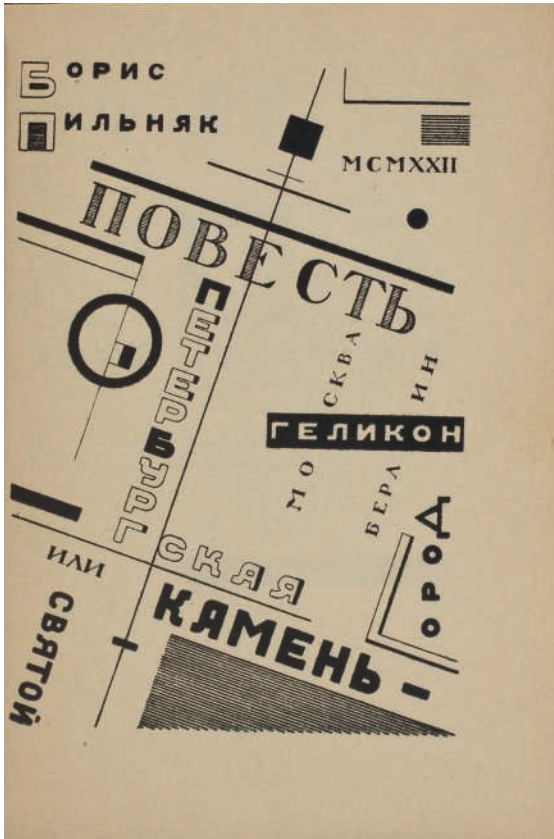 БОРИС
ПИЛЬНЯК
MCMXXII
ПОВЕСТЬ
ПЕТЕРБУРГСКАЯ
ИЛИ
СВЯТОЙ
КАМЕНЬ-
ГОРОД
МОСКВА
ГЕЛИКОН
БЕРЛИН